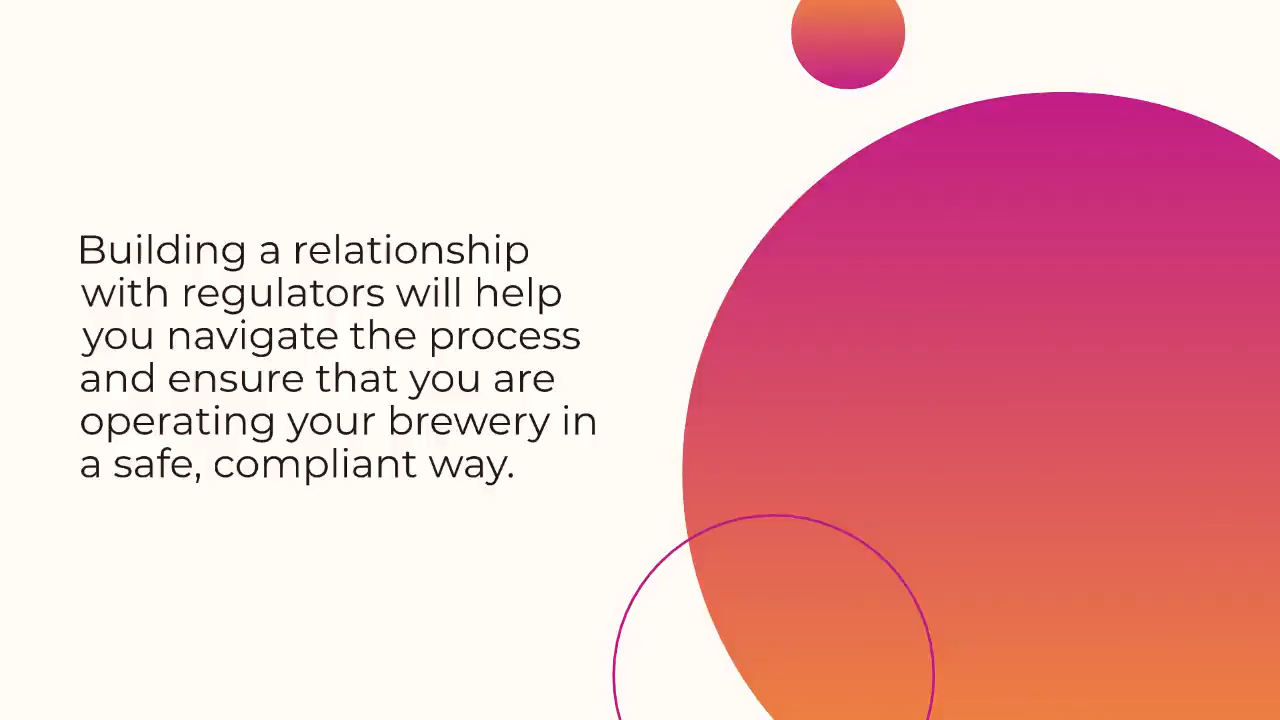 Building a relationship
with regulators will help
you navigate the process
and ensure that you are
operating your brewery in
a safe, compliant way.